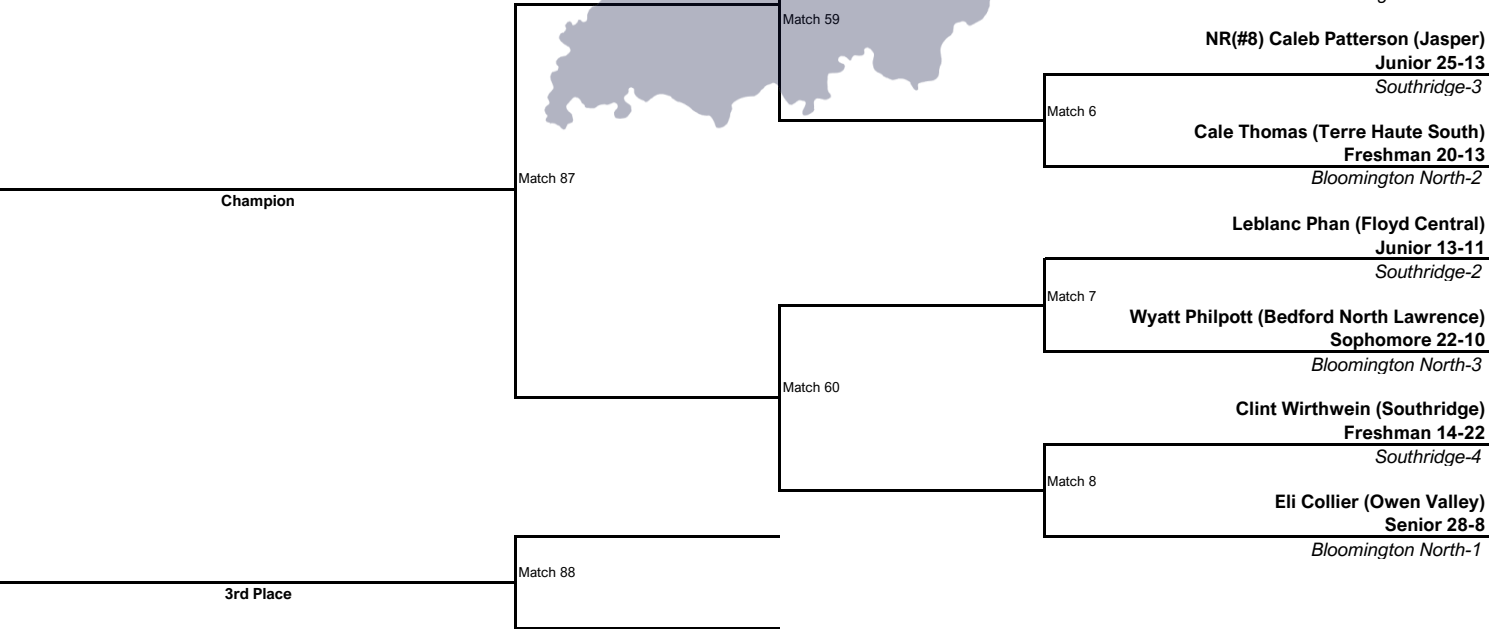 Match 59
NR(#8) Caleb Patterson (Jasper)
Junior 25-13
Southridge-3
Match 6
Cale Thomas (Terre Haute South)
Freshman 20-13
Bloomington North-2
Match 87
Champion
Leblanc Phan (Floyd Central)
Junior 13-11
Southridge-2
Match 7
Wyatt Philpott (Bedford North Lawrence)
Sophomore 22-10
Bloomington North-3
Match 60
Clint Wirthwein (Southridge)
Freshman 14-22
Southridge-4
Match 8
Eli Collier (Owen Valley)
Senior 28-8
Bloomington North-1
Match 88
3rd Place